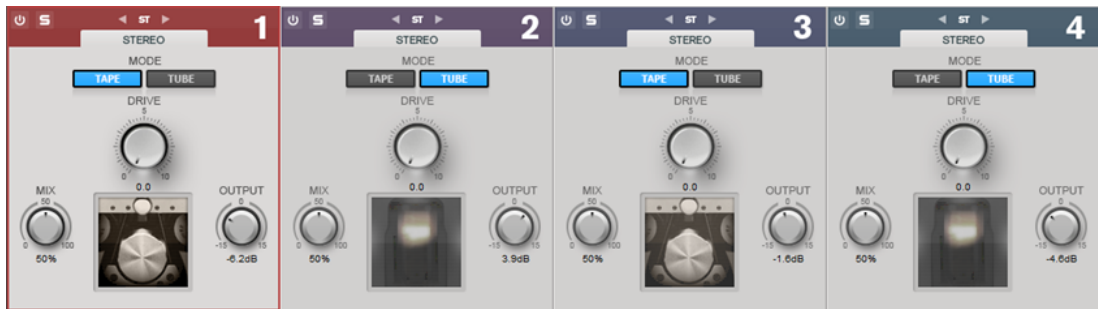 S ST 1 S ST 2 S ST 3 S ST 4
STEREO STEREO STEREO STEREO
MODE MODE MODE MODE
TAPE TUBE TAPE TUBE TAPE TUBE TAPE TUBE
DRIVE DRIVE DRIVE DRIVE
5 5 5 5
0 10 0 10 0 10 0 10
0.0 0.0 0.0 0.0
MIX OUTPUT MIX OUTPUT MIX OUTPUT MIX OUTPUT
50 0 50 0 50 0 50 0
0 100 -15 15 0 100 -15 15 0 100 -15 15 0 100 -15 15
50% -6.2dB 50% 3.9dB 50% -1.6dB 50% -4.6dB